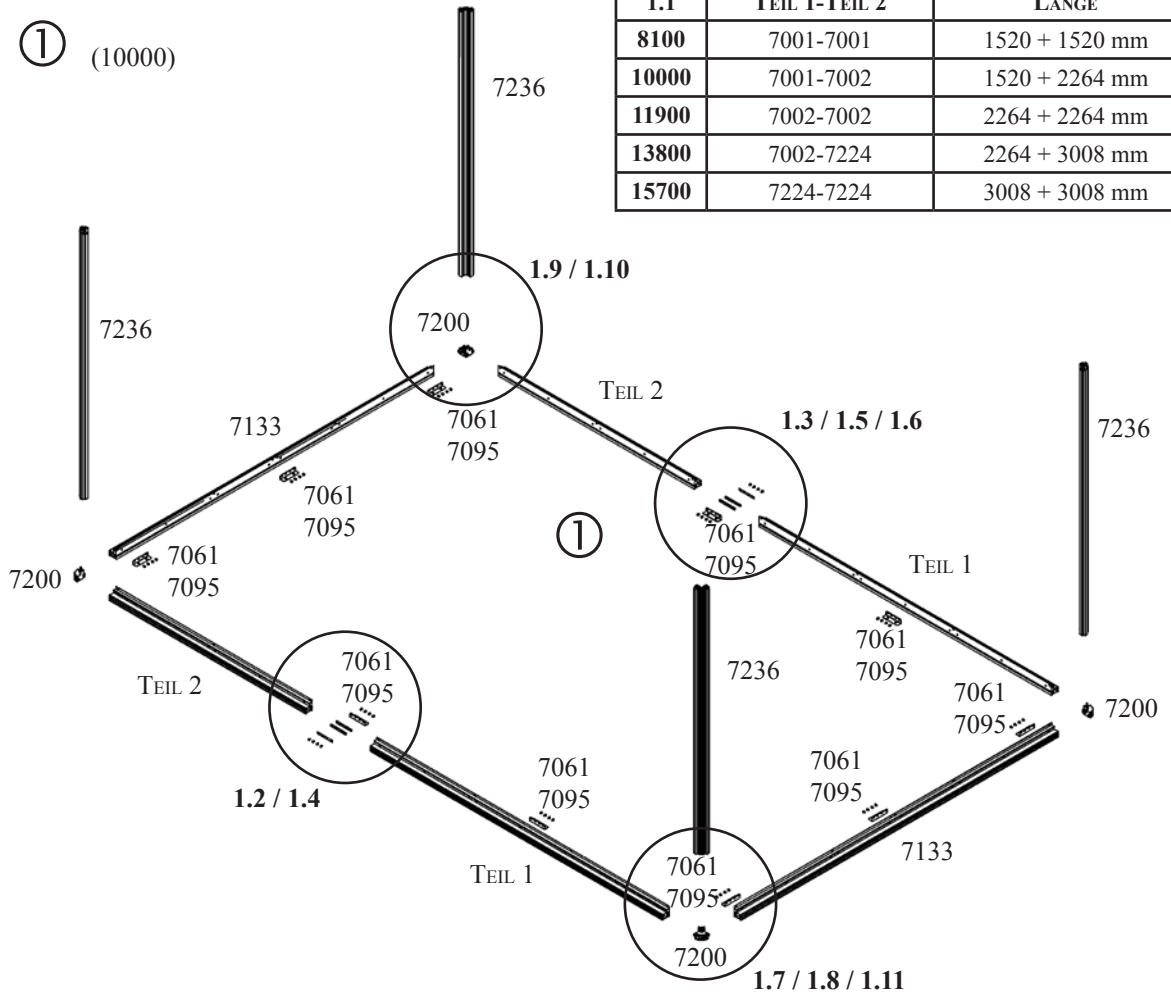 ① (10000)
1.1 TEIL 1-TEIL 2 LÄNGE
8100 7001-7001 1520 + 1520 mm
10000 7001-7002 1520 + 2264 mm
11900 7002-7002 2264 + 2264 mm
13800 7002-7224 2264 + 3008 mm
15700 7224-7224 3008 + 3008 mm
7236
1.9 / 1.10
7236
7200
TEIL 2
1.3 / 1.5 / 1.6
7236
7133
7061
7095
7061
7095
①
7061
7095
7061
7095
7200
TEIL 1
7061
7095
7236
TEIL 2
7061
7095
7061
7095
7200
1.2 / 1.4
7061
7095
7061
7095
7133
TEIL 1
7061
7095
7200
1.7 / 1.8 / 1.11